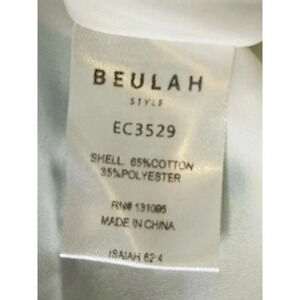 BEULAH
STYLE
EC3529
SHELL: 65%COTTON
35%POLYESTER
RN# 131095
MADE IN CHINA
ISAIAH 62:4